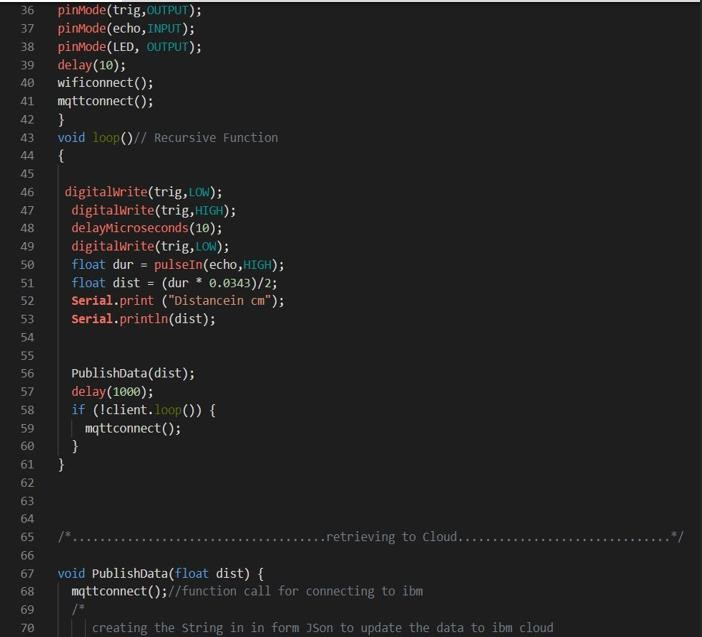 36 pinMode(trig,OUTPUT);
37 pinMode(echo,INPUT);
38 pinMode(LED, OUTPUT);
39 delay(10);
40 wificonnect();
41 mqttconnect();
42 }
43 void loop()// Recursive Function
44 {
45
46 digitalWrite(trig,LOW);
47 digitalWrite(trig,HIGH);
48 delayMicroseconds(10);
49 digitalWrite(trig,LOW);
50 float dur = pulseIn(echo,HIGH);
51 float dist = (dur * 0.0343)/2;
52 Serial.print ("Distancein cm");
53 Serial.println(dist);
54
55
56 PublishData(dist);
57 delay(1000);
58 if (!client.loop()) {
59 mqttconnect();
60 }
61 }
62
63
64
65 /*.....................................retrieving to Cloud...............................*/
66
67 void PublishData(float dist) {
68 mqttconnect();//function call for connecting to ibm
69 /*
70 creating the String in in form JSon to update the data to ibm cloud